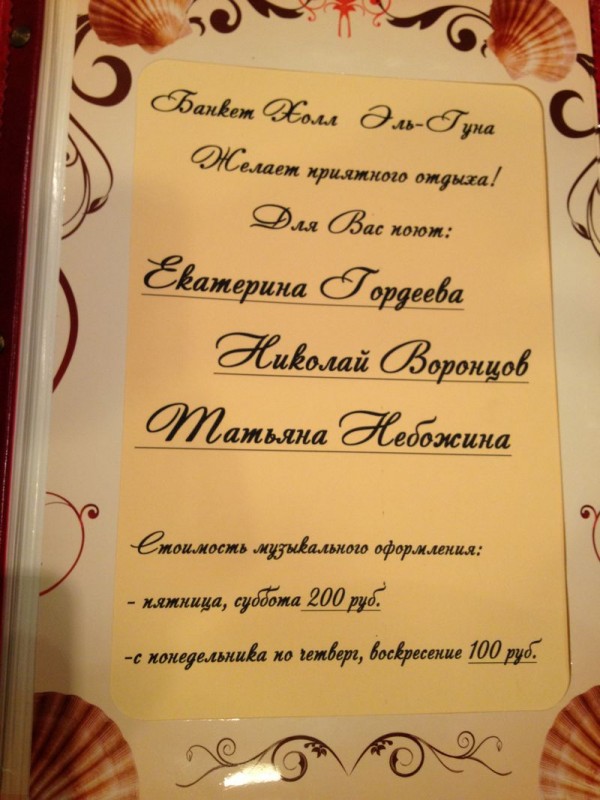 Банкет Холл Эль-Гуна
Желает приятного отдыха!
Для Вас поют:
Екатерина Гордеева
Николай Воронцов
Татьяна Небожина
Стоимость музыкального оформления:
- пятница, суббота 200 руб.
-с понедельника по четверг, воскресение 100 руб.